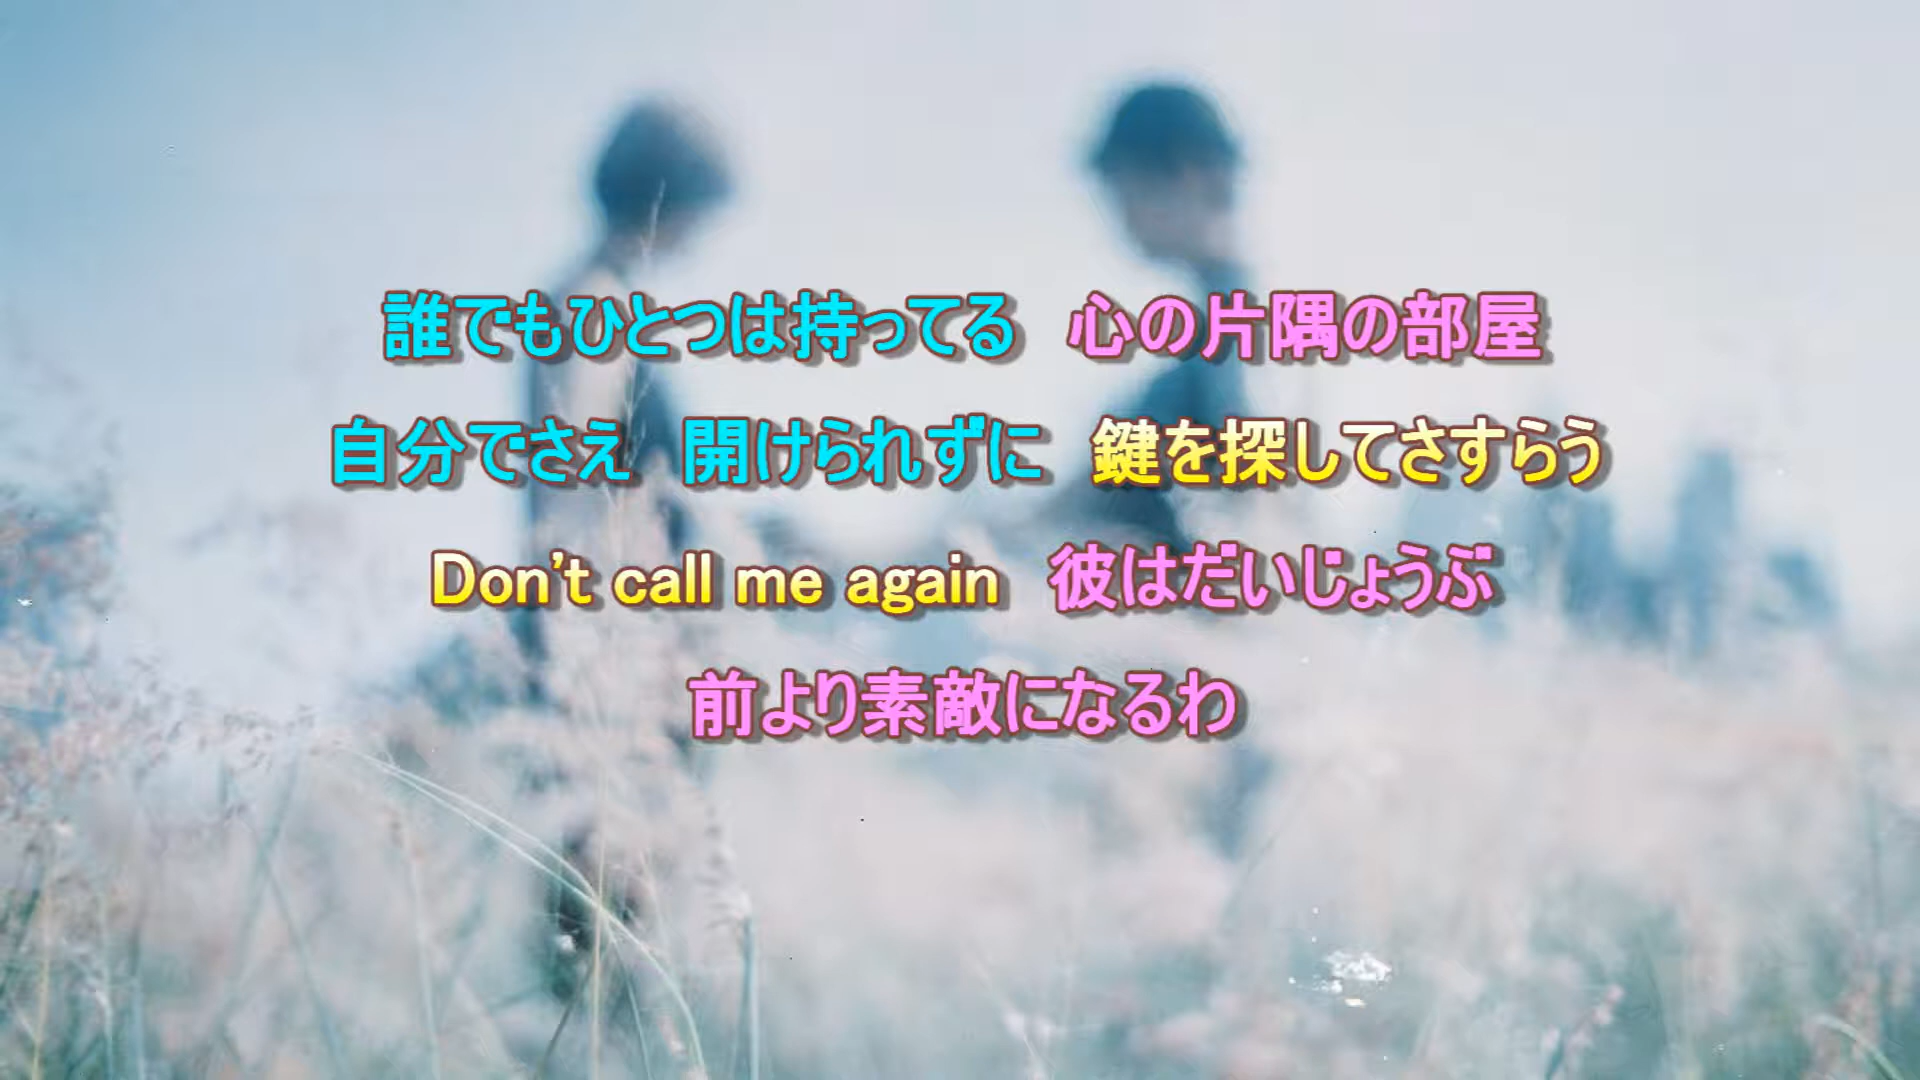 誰でもひとつは持ってる　心の片隅の部屋
自分でさえ　開けられずに　鍵を探してさすらう
Don't call me again　彼はだいじょうぶ
前より素敵になるわ